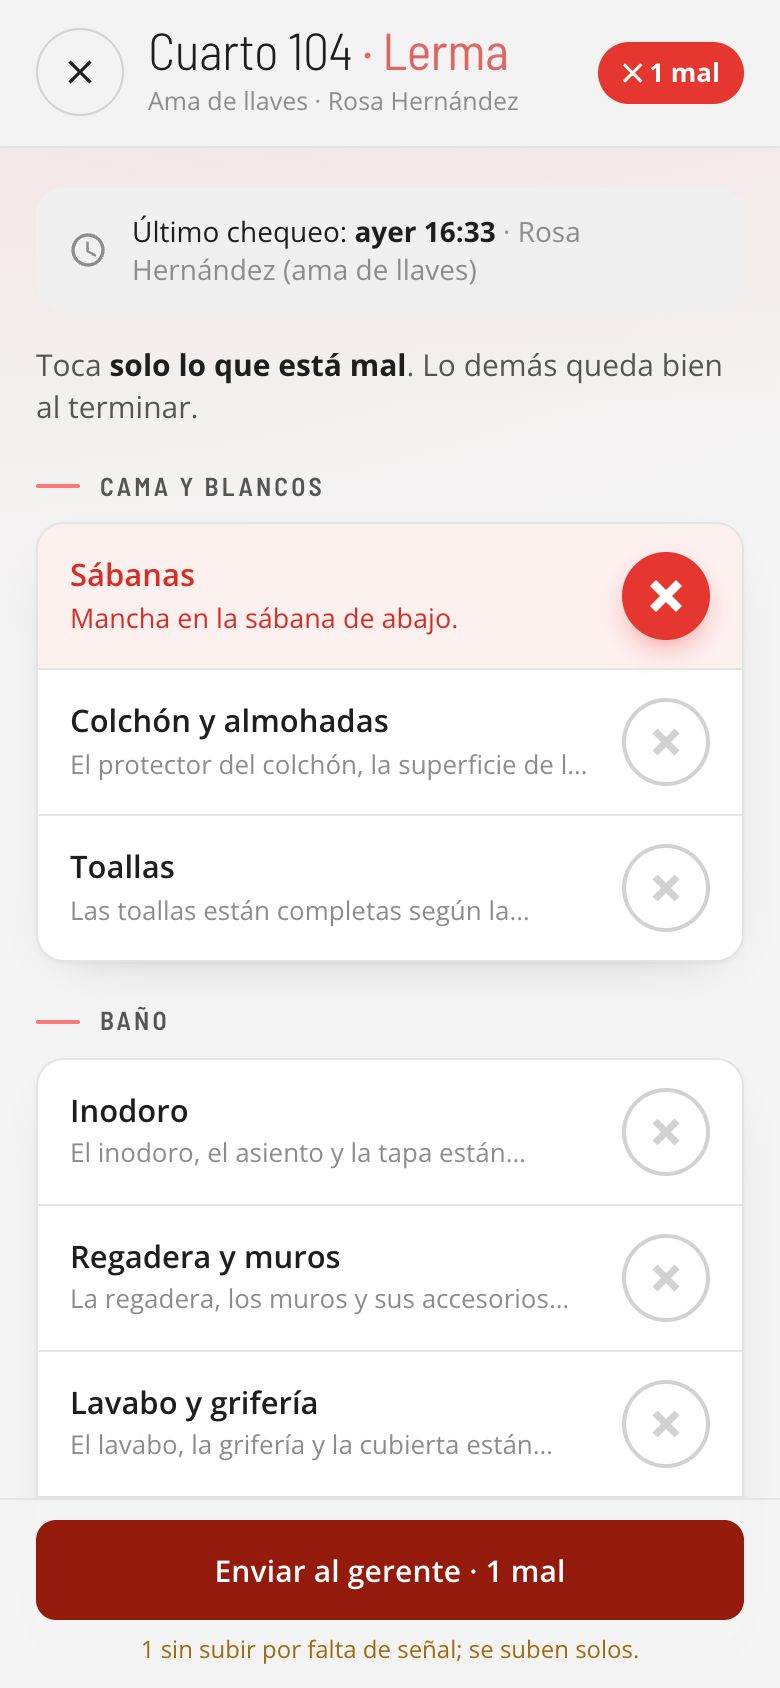 Cuarto 104 · Lerma
Ama de llaves · Rosa Hernández
1 mal
Último chequeo: ayer 16:33 · Rosa
Hernández (ama de llaves)
Toca solo lo que está mal. Lo demás queda bien
al terminar.
CAMA Y BLANCOS
Sábanas
Mancha en la sábana de abajo.
Colchón y almohadas
El protector del colchón, la superficie de l...
Toallas
Las toallas están completas según la...
BAÑO
Inodoro
El inodoro, el asiento y la tapa están...
Regadera y muros
La regadera, los muros y sus accesorios...
Lavabo y grifería
El lavabo, la grifería y la cubierta están...
Enviar al gerente · 1 mal
1 sin subir por falta de señal; se suben solos.